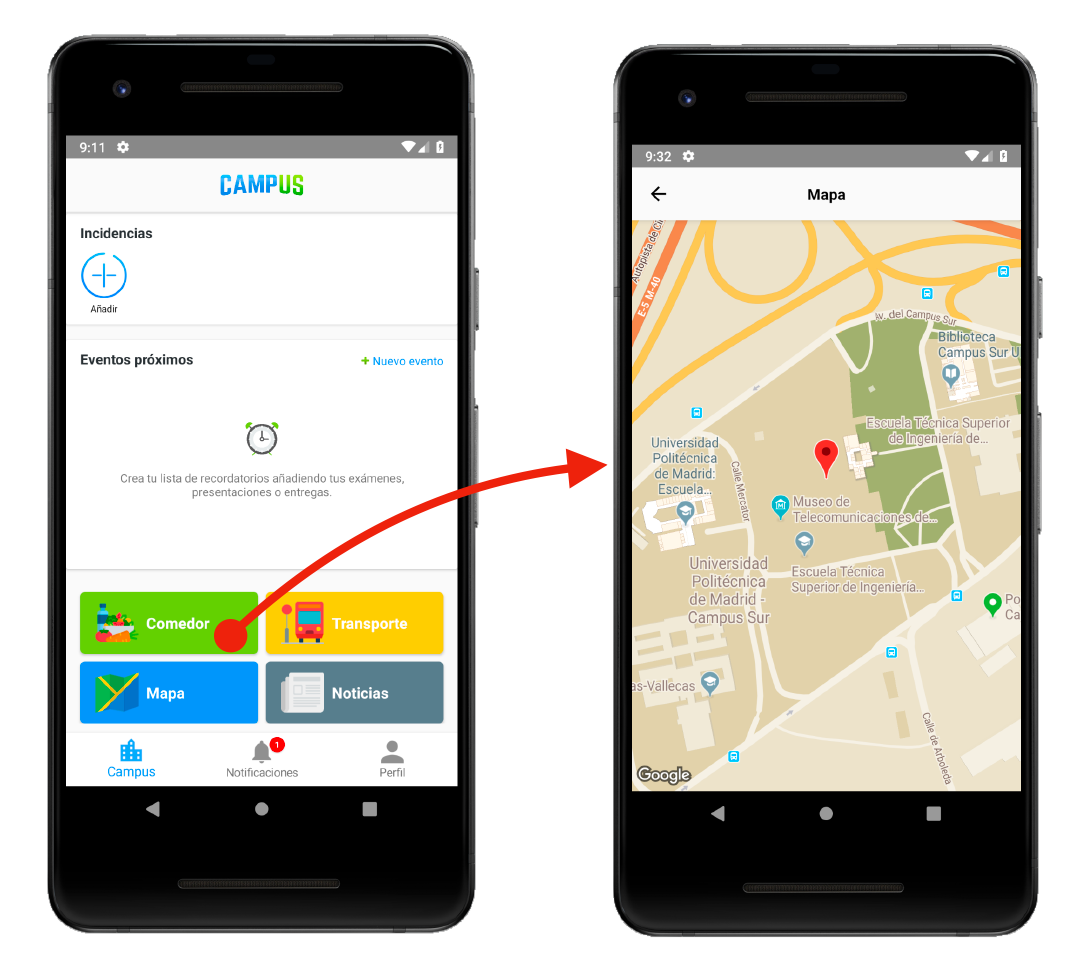 9:11
CAMPUS
Incidencias
Añadir
Eventos próximos
+ Nuevo evento
Crea tu lista de recordatorios añadiendo tus exámenes,
presentaciones o entregas.
Comedor
Transporte
Mapa
Noticias
1
Campus
Notificaciones
Perfil
9:32
Mapa
Autopista de Ci
E-5 M-40
Av. del Campus Sur
Biblioteca
Campus Sur U
Escuela Técnica Superior
de Ingeniería de...
Universidad
Politécnica
de Madrid:
Escuela...
Calle Mercator
Museo de
Telecomunicaciones de...
Universidad
Politécnica
de Madrid -
Campus Sur
Escuela Técnica
Superior de Ingeniería...
Po
Ca
as-Vallecas
Calle de Arboleda
Google